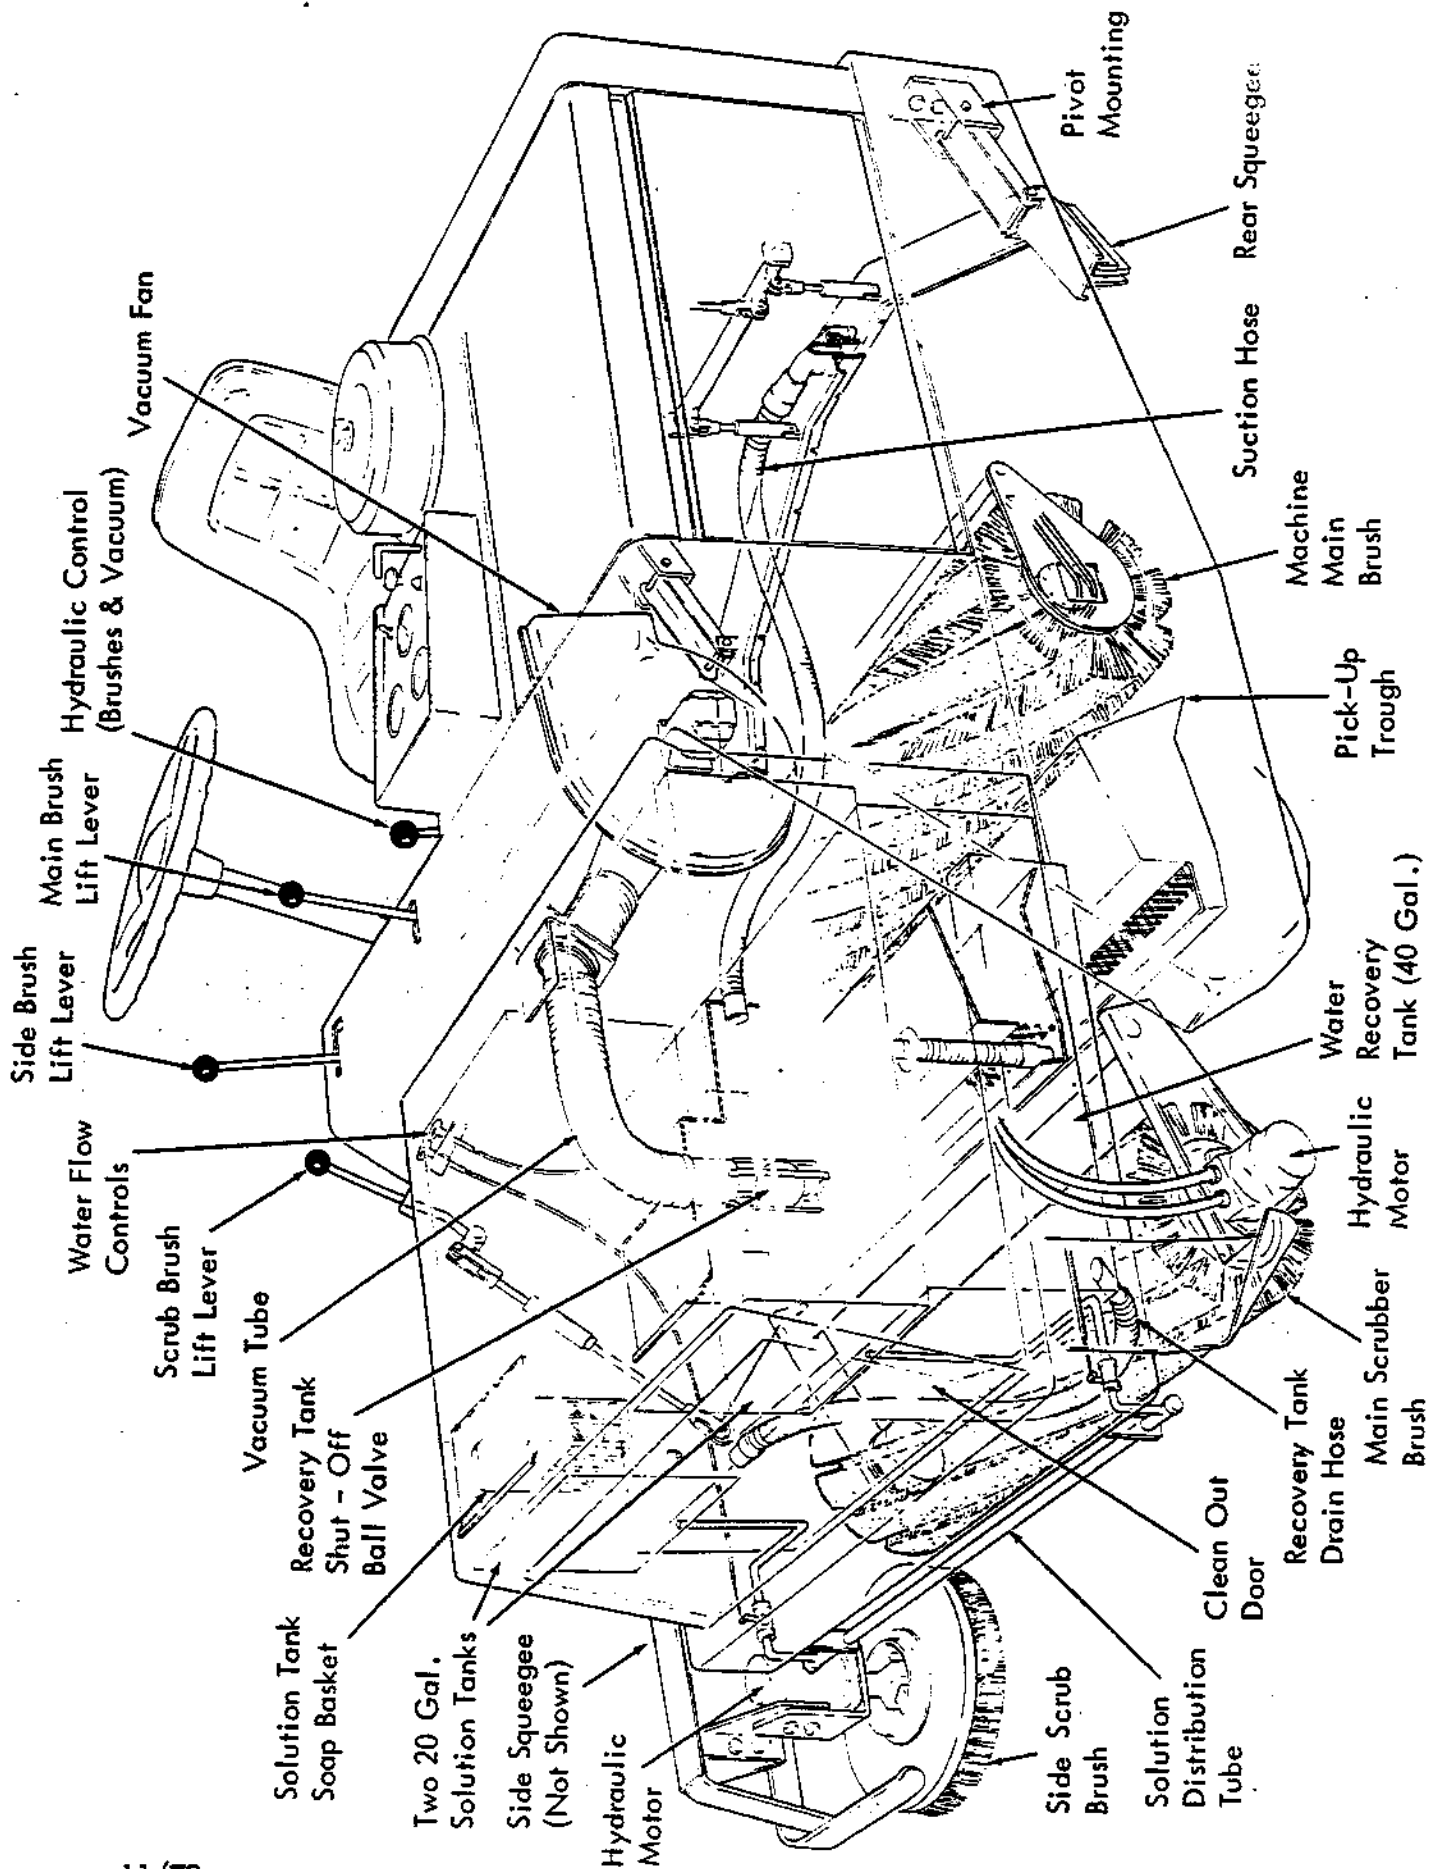 Side Brush
Lift Lever
Main Brush
Lift Lever
Hydraulic Control
(Brushes & Vacuum)
Vacuum Fan
Water Flow
Controls
Scrub Brush
Lift Lever
Vacuum Tube
Recovery Tank
Shut - Off
Ball Valve
Solution Tank
Soap Basket
Two 20 Gal.
Solution Tanks
Side Squeegee
(Not Shown)
Hydraulic
Motor
Side Scrub
Brush
Solution
Distribution
Tube
Clean Out
Door
Recovery Tank
Drain Hose
Main Scrubber
Brush
Hydraulic
Motor
Water
Recovery
Tank (40 Gal.)
Pick-Up
Trough
Machine
Main
Brush
Suction Hose
Rear Squeegee
Pivot
Mounting